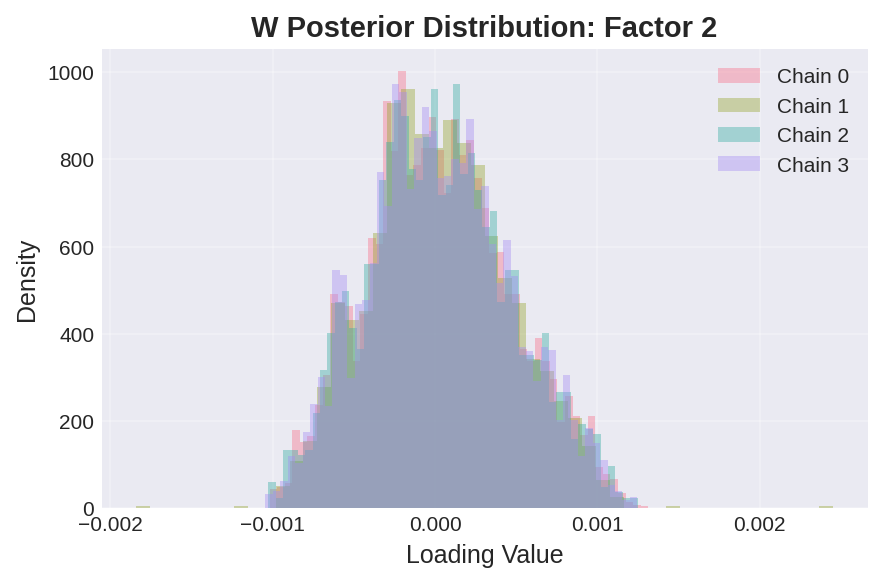 W Posterior Distribution: Factor 2
Chain 0
Chain 1
Chain 2
Chain 3
1000
800
600
400
200
0
Density
−0.002 −0.001 0.000 0.001 0.002
Loading Value